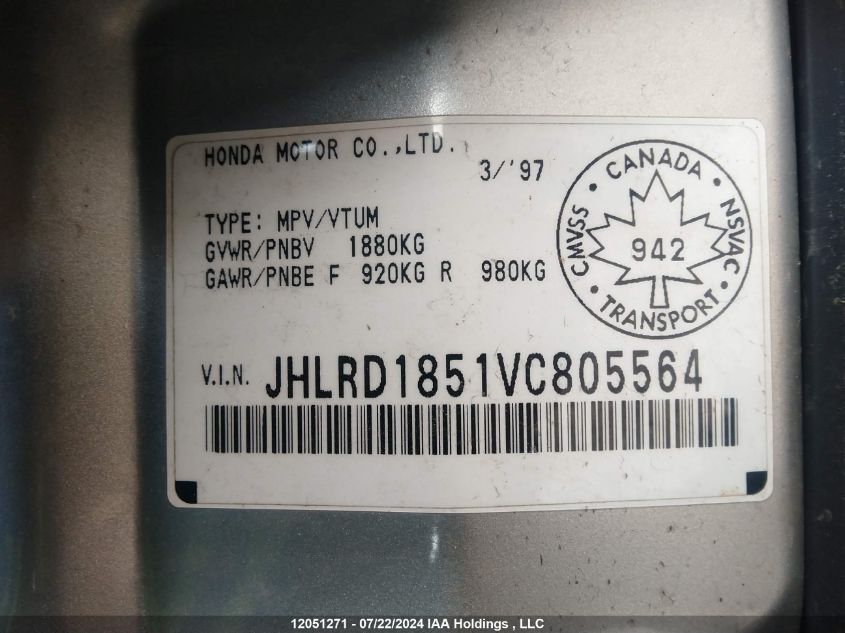 HONDA MOTOR CO.,LTD.
3/'97
TYPE: MPV/VTUM
GVWR/PNBV 1880KG
GAWR/PNBE F 920KG R 980KG
CANADA
CMVSS
NSVAC
942
TRANSPORT
V.I.N. JHLRD1851VC805564
12051271 - 07/22/2024 IAA Holdings , LLC